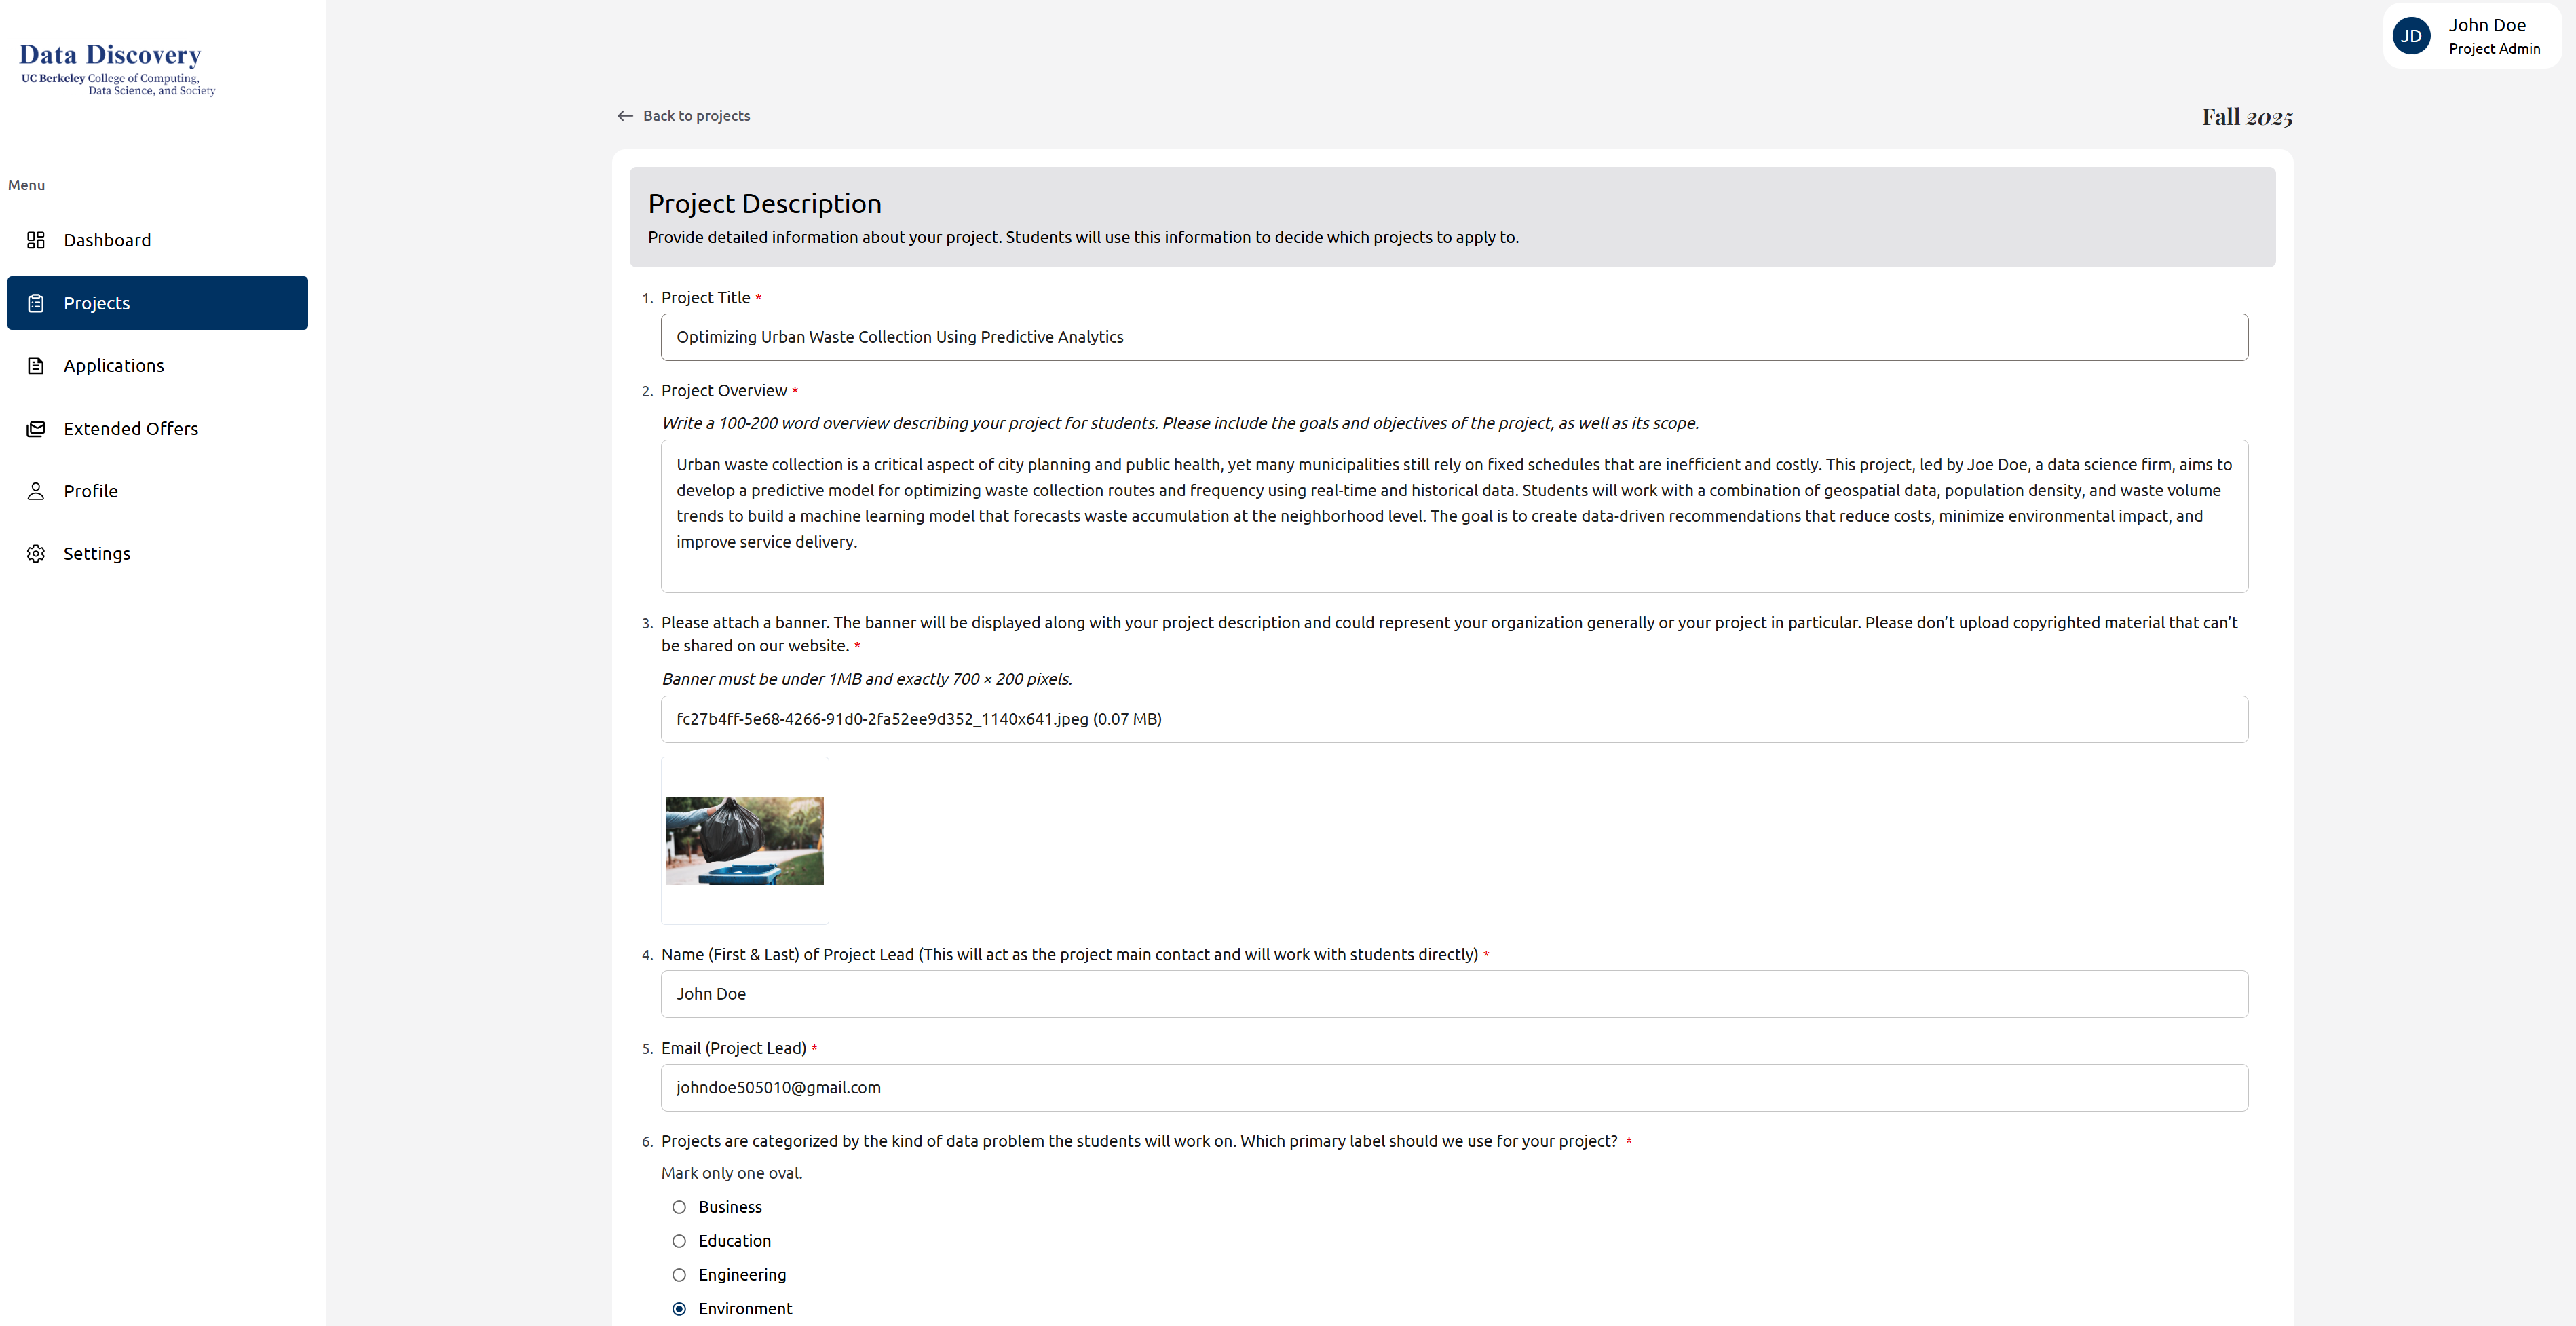 Data Discovery
UC Berkeley College of Computing,
Data Science, and Society
JD
John Doe
Project Admin
Menu
Dashboard
Projects
Applications
Extended Offers
Profile
Settings
Back to projects
Fall 2025
Project Description
Provide detailed information about your project. Students will use this information to decide which projects to apply to.
1. Project Title *
Optimizing Urban Waste Collection Using Predictive Analytics
2. Project Overview *
Write a 100-200 word overview describing your project for students. Please include the goals and objectives of the project, as well as its scope.
Urban waste collection is a critical aspect of city planning and public health, yet many municipalities still rely on fixed schedules that are inefficient and costly. This project, led by Joe Doe, a data science firm, aims to
develop a predictive model for optimizing waste collection routes and frequency using real-time and historical data. Students will work with a combination of geospatial data, population density, and waste volume
trends to build a machine learning model that forecasts waste accumulation at the neighborhood level. The goal is to create data-driven recommendations that reduce costs, minimize environmental impact, and
improve service delivery.
3. Please attach a banner. The banner will be displayed along with your project description and could represent your organization generally or your project in particular. Please don’t upload copyrighted material that can’t
be shared on our website. *
Banner must be under 1MB and exactly 700 × 200 pixels.
fc27b4ff-5e68-4266-91d0-2fa52ee9d352_1140x641.jpeg (0.07 MB)
4. Name (First & Last) of Project Lead (This will act as the project main contact and will work with students directly) *
John Doe
5. Email (Project Lead) *
johndoe505010@gmail.com
6. Projects are categorized by the kind of data problem the students will work on. Which primary label should we use for your project? *
Mark only one oval.
Business
Education
Engineering
Environment